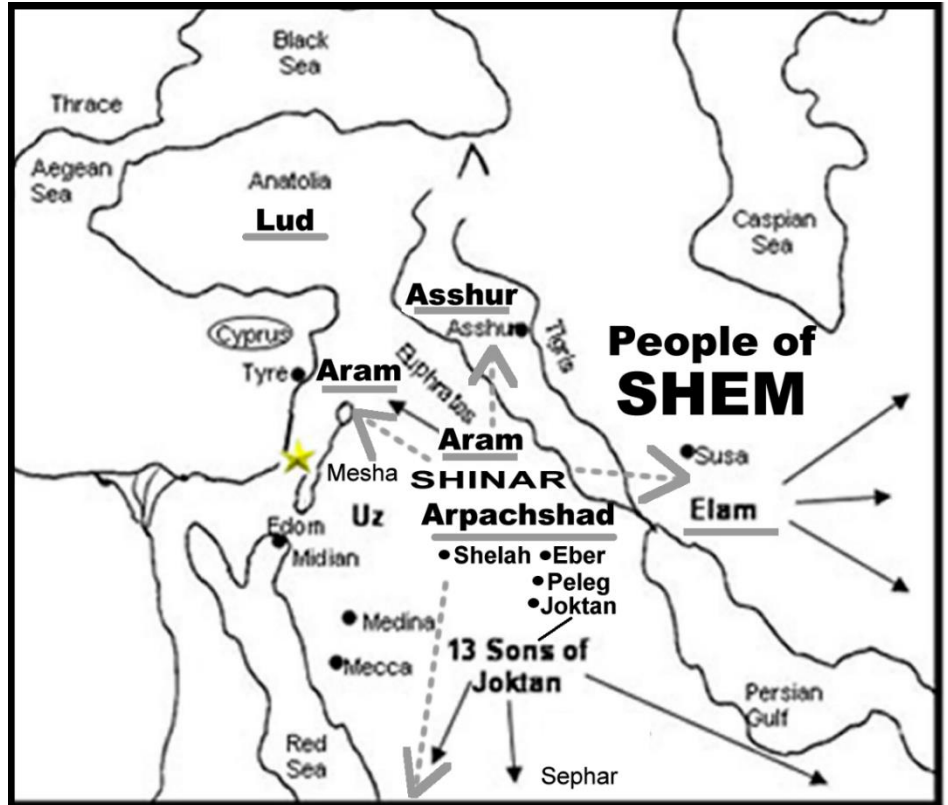 Black
Sea
Thrace
Aegean
Sea
Anatolia
Lud
Caspian
Sea
Asshur
Asshur
Tigris
People of
SHEM
Cyprus
Tyre
Aram
Euphrates
Aram
Susa
Mesha
SHINAR
Uz
Arpachshad
Elam
Edom
Midian
Shelah
Eber
Peleg
Joktan
Medina
Mecca
13 Sons of
Joktan
Persian
Gulf
Red
Sea
Sephar